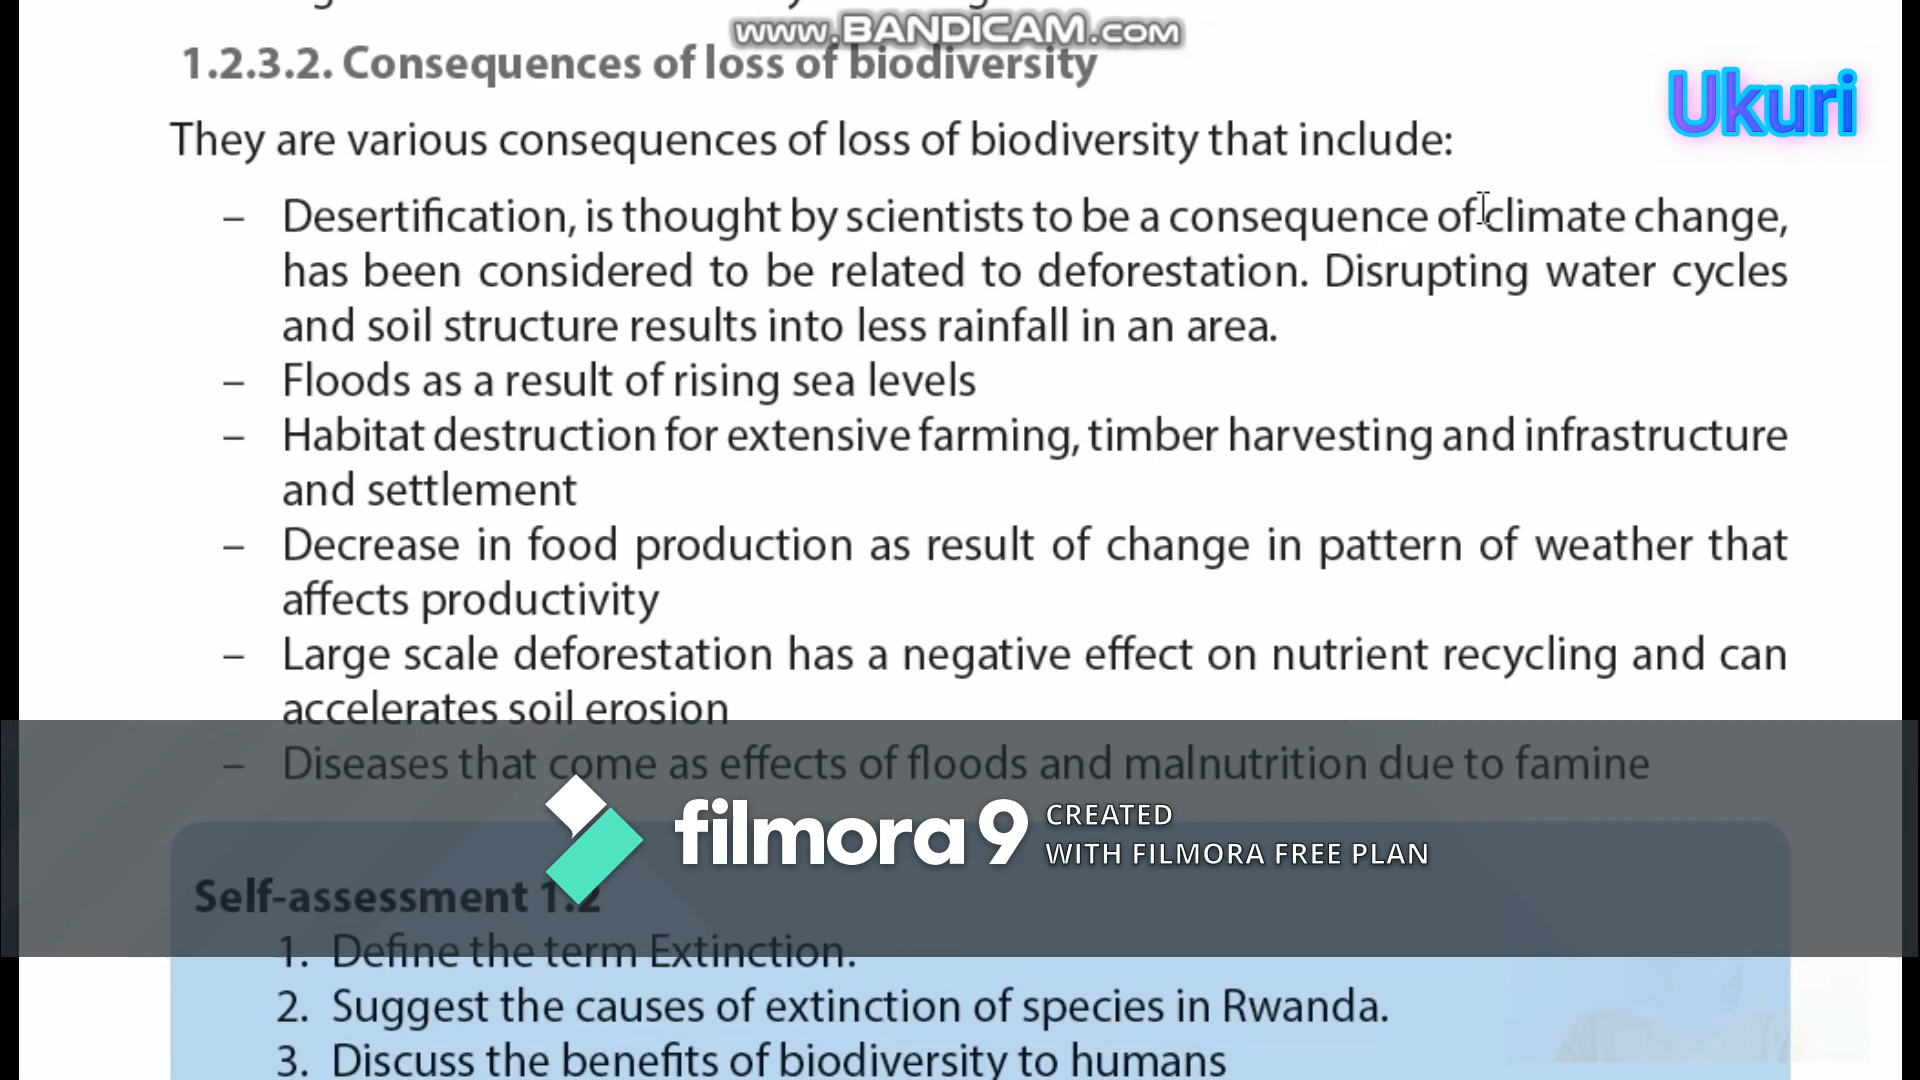 www.BANDICAM.com
1.2.3.2. Consequences of loss of biodiversity
Ukuri
They are various consequences of loss of biodiversity that include:
– Desertification, is thought by scientists to be a consequence of climate change,
has been considered to be related to deforestation. Disrupting water cycles
and soil structure results into less rainfall in an area.
– Floods as a result of rising sea levels
– Habitat destruction for extensive farming, timber harvesting and infrastructure
and settlement
– Decrease in food production as result of change in pattern of weather that
affects productivity
– Large scale deforestation has a negative effect on nutrient recycling and can
accelerates soil erosion
– Diseases that come as effects of floods and malnutrition due to famine
filmora9
CREATED
WITH FILMORA FREE PLAN
Self-assessment 1.2
1. Define the term Extinction.
2. Suggest the causes of extinction of species in Rwanda.
3. Discuss the benefits of biodiversity to humans